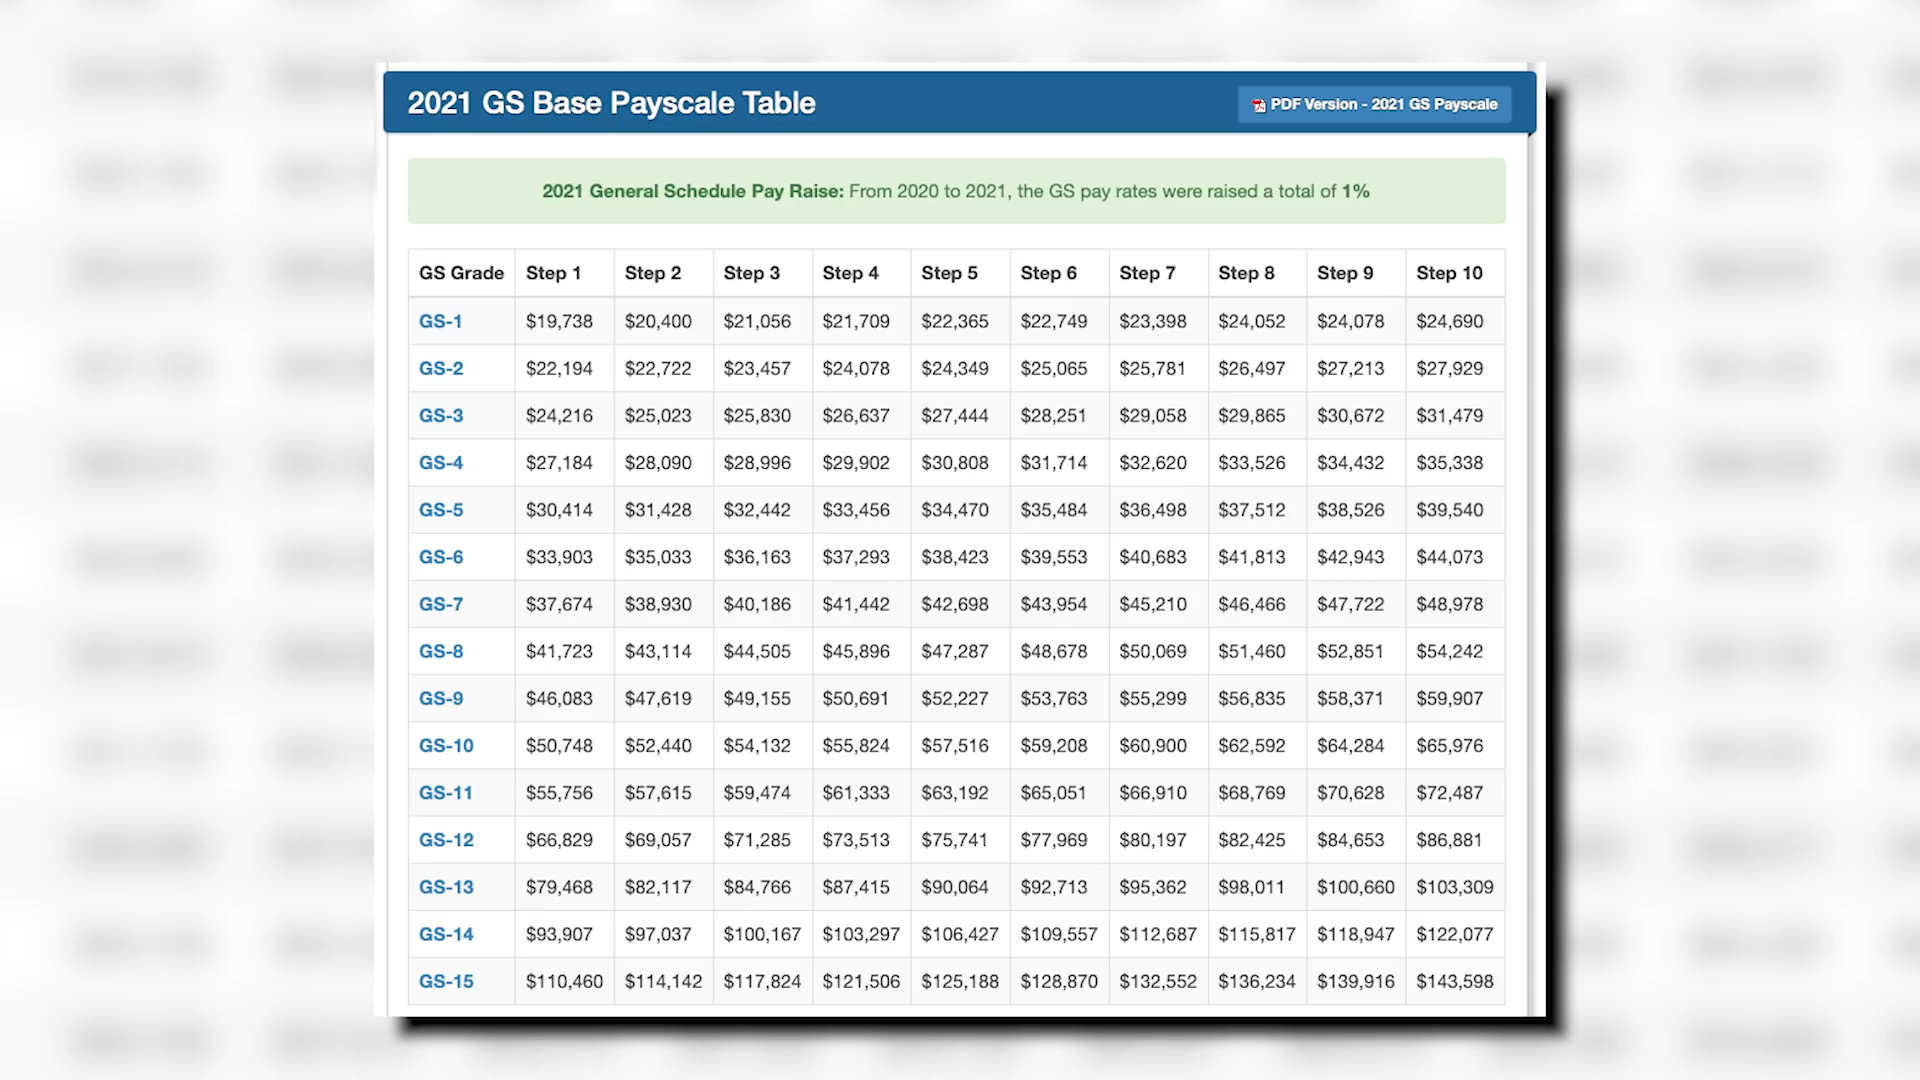 2021 GS Base Payscale Table
PDF Version - 2021 GS Payscale
2021 General Schedule Pay Raise: From 2020 to 2021, the GS pay rates were raised a total of 1%
GS Grade Step 1 Step 2 Step 3 Step 4 Step 5 Step 6 Step 7 Step 8 Step 9 Step 10
GS-1 $19,738 $20,400 $21,056 $21,709 $22,365 $22,749 $23,398 $24,052 $24,078 $24,690
GS-2 $22,194 $22,722 $23,457 $24,078 $24,349 $25,065 $25,781 $26,497 $27,213 $27,929
GS-3 $24,216 $25,023 $25,830 $26,637 $27,444 $28,251 $29,058 $29,865 $30,672 $31,479
GS-4 $27,184 $28,090 $28,996 $29,902 $30,808 $31,714 $32,620 $33,526 $34,432 $35,338
GS-5 $30,414 $31,428 $32,442 $33,456 $34,470 $35,484 $36,498 $37,512 $38,526 $39,540
GS-6 $33,903 $35,033 $36,163 $37,293 $38,423 $39,553 $40,683 $41,813 $42,943 $44,073
GS-7 $37,674 $38,930 $40,186 $41,442 $42,698 $43,954 $45,210 $46,466 $47,722 $48,978
GS-8 $41,723 $43,114 $44,505 $45,896 $47,287 $48,678 $50,069 $51,460 $52,851 $54,242
GS-9 $46,083 $47,619 $49,155 $50,691 $52,227 $53,763 $55,299 $56,835 $58,371 $59,907
GS-10 $50,748 $52,440 $54,132 $55,824 $57,516 $59,208 $60,900 $62,592 $64,284 $65,976
GS-11 $55,756 $57,615 $59,474 $61,333 $63,192 $65,051 $66,910 $68,769 $70,628 $72,487
GS-12 $66,829 $69,057 $71,285 $73,513 $75,741 $77,969 $80,197 $82,425 $84,653 $86,881
GS-13 $79,468 $82,117 $84,766 $87,415 $90,064 $92,713 $95,362 $98,011 $100,660 $103,309
GS-14 $93,907 $97,037 $100,167 $103,297 $106,427 $109,557 $112,687 $115,817 $118,947 $122,077
GS-15 $110,460 $114,142 $117,824 $121,506 $125,188 $128,870 $132,552 $136,234 $139,916 $143,598